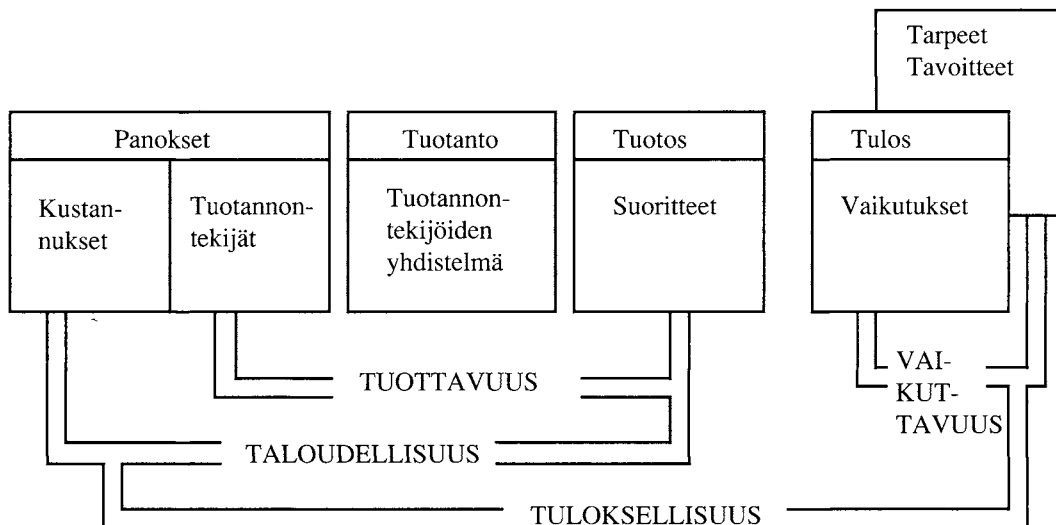 Tarpeet
Tavoitteet
Panokset
Tuotanto
Tuotos
Tulos
Kustan-
nukset
Tuotannon-
tekijät
Tuotannon-
tekijöiden
yhdistelmä
Suoritteet
Vaikutukset
TUOTTAVUUS
VAI-
KUT-
TAVUUS
TALOUDELLISUUS
TULOKSELLISUUS